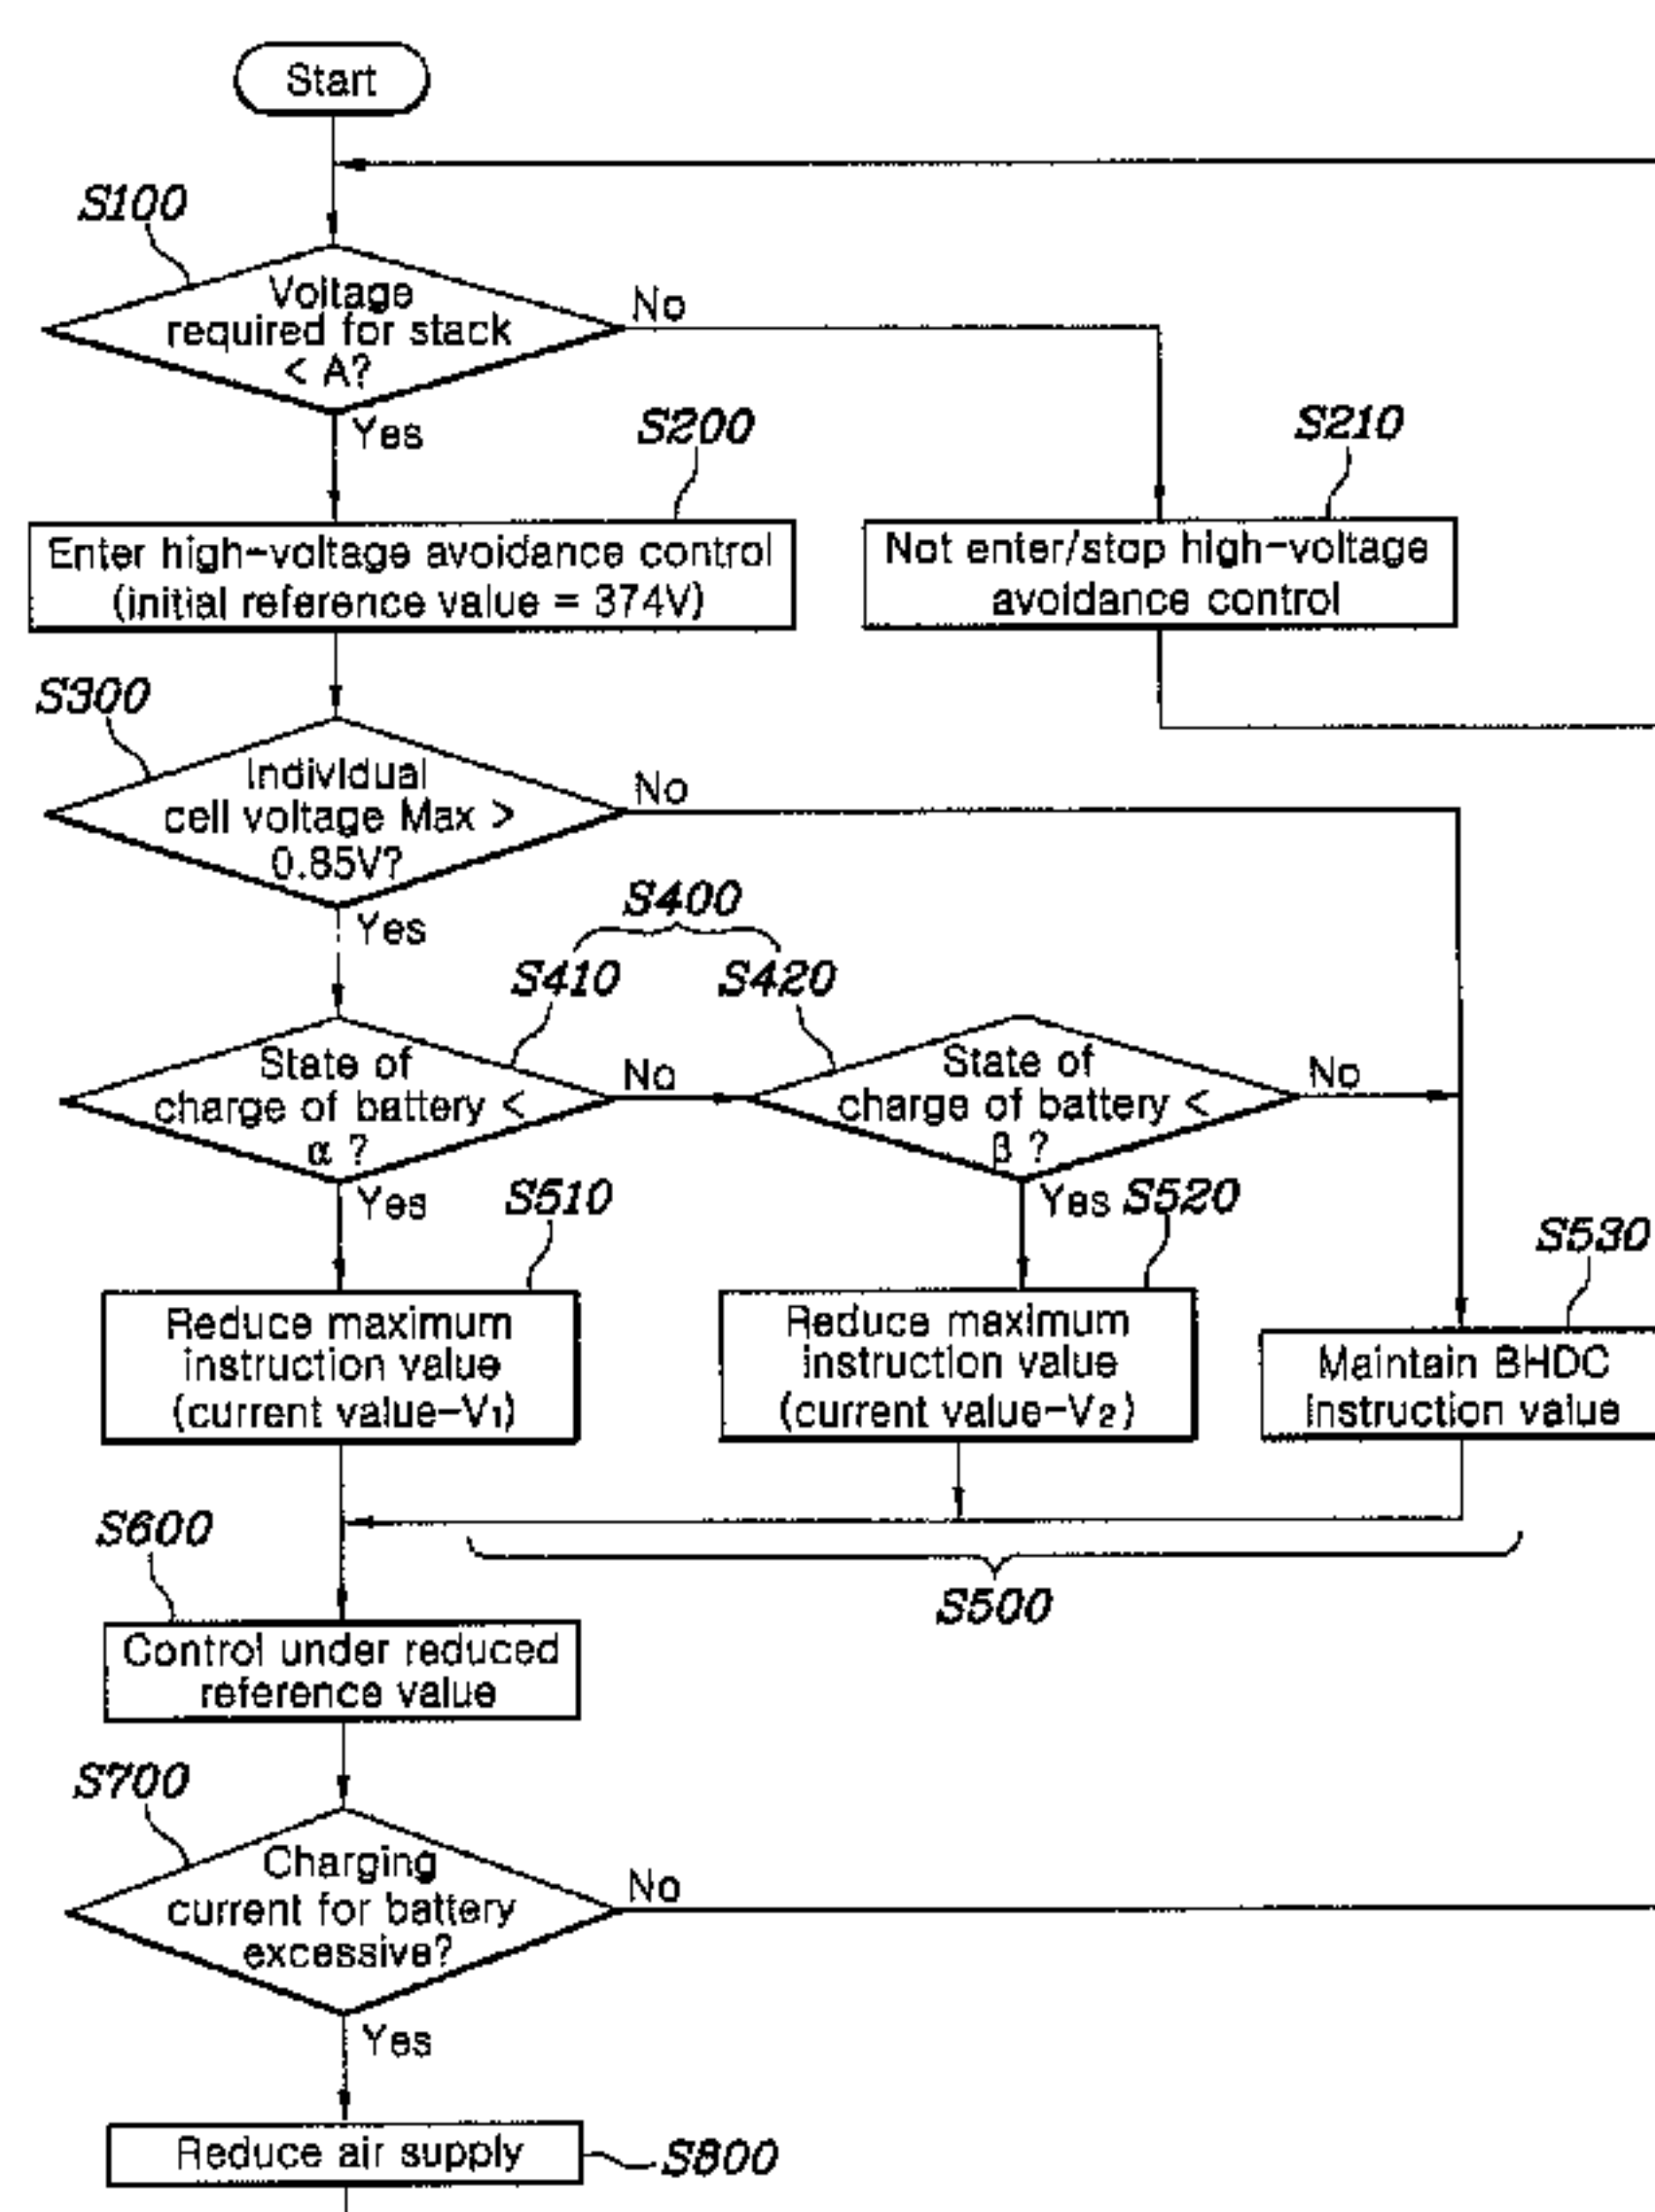 Start
S100
Voltage
required for stack
< A?
No
Yes
S200
S210
Enter high-voltage avoidance control
(initial reference value = 374V)
Not enter/stop high-voltage
avoidance control
S300
Individual
cell voltage Max >
0.85V?
No
Yes
S400
S410
S420
State of
charge of battery <
α ?
No
State of
charge of battery <
β ?
No
Yes
S510
Yes
S520
S530
Reduce maximum
instruction value
(current value-V1)
Reduce maximum
instruction value
(current value-V2)
Maintain BHDC
instruction value
S600
S500
Control under reduced
reference value
S700
Charging
current for battery
excessive?
No
Yes
Reduce air supply
S800